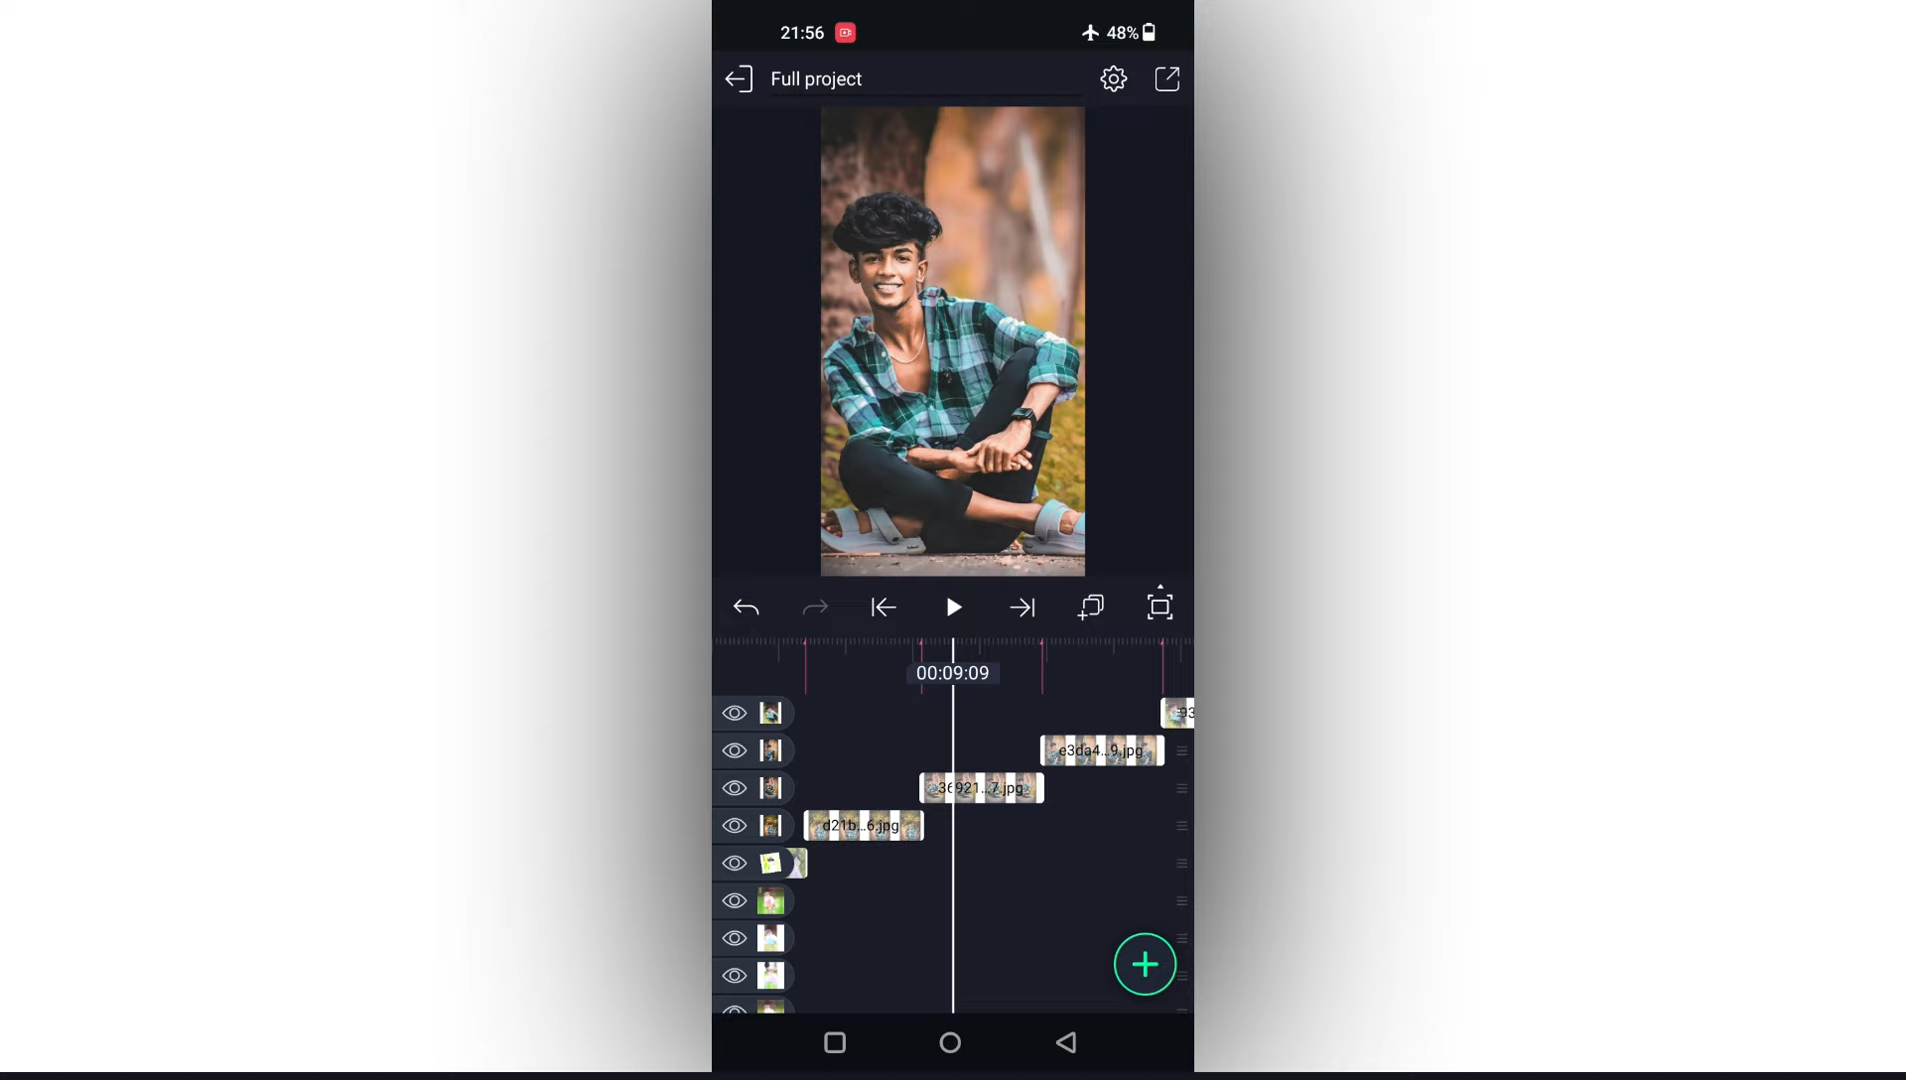 21:56
48%
Full project
00:09:09
e3da4...9.jpg
36921...7.jpg
d21b...6.jpg